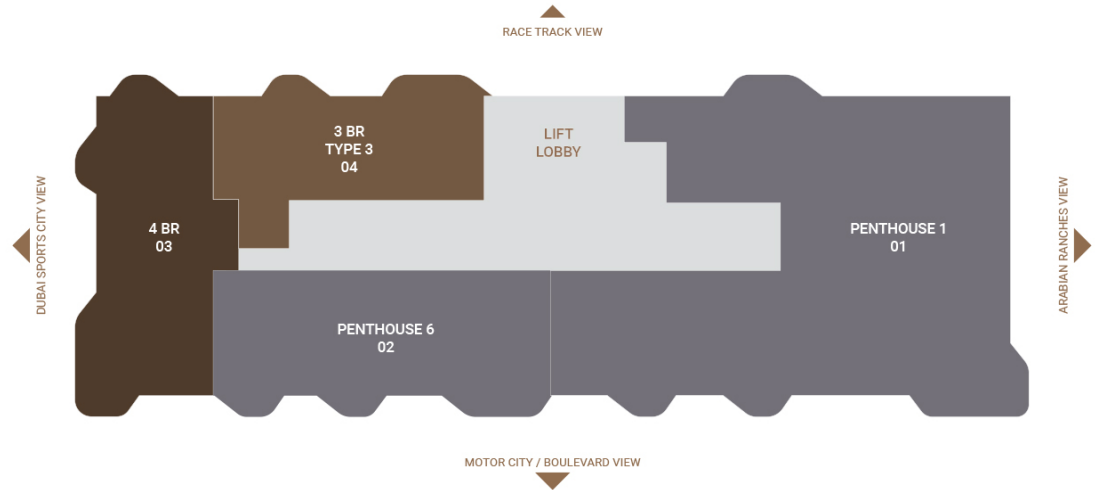 RACE TRACK VIEW
3 BR
TYPE 3
04
LIFT
LOBBY
DUBAI SPORTS CITY VIEW
4 BR
03
PENTHOUSE 1
01
ARABIAN RANCHES VIEW
PENTHOUSE 6
02
MOTOR CITY / BOULEVARD VIEW